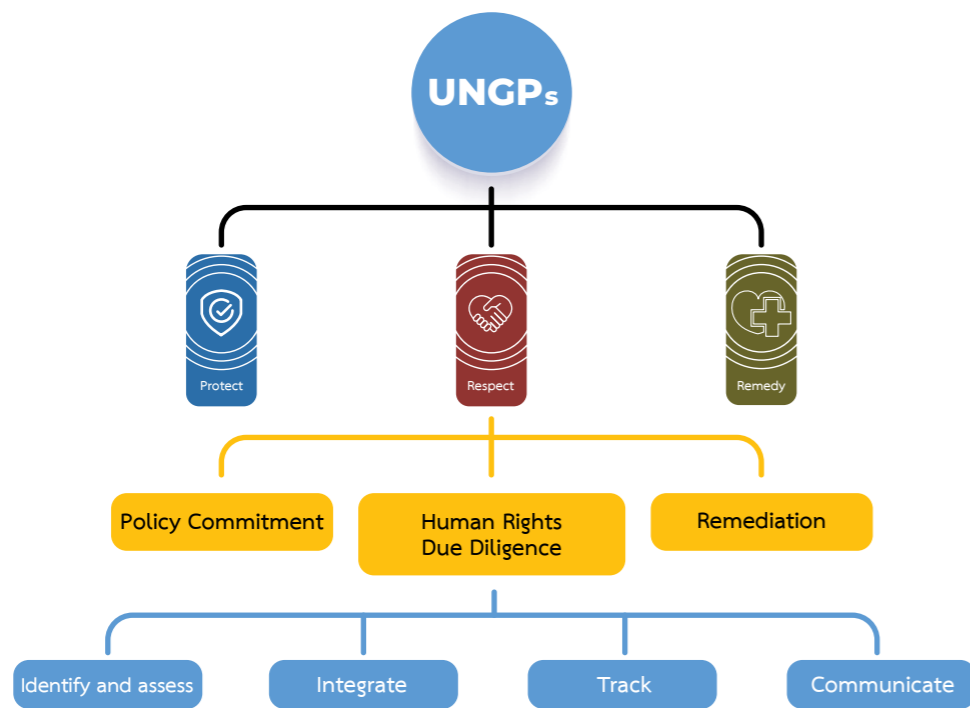 UNGPs
Protect
Respect
Remedy
Policy Commitment
Human Rights
Due Diligence
Remediation
Identify and assess
Integrate
Track
Communicate